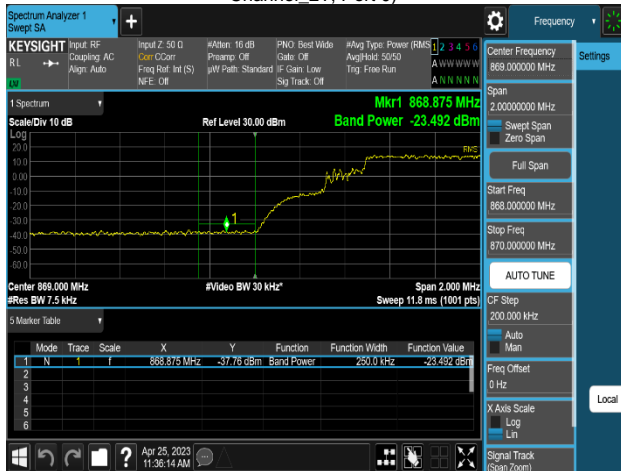 Channel_E1, Port 3)
Spectrum Analyzer 1
Swept SA
Frequency
KEYSIGHT
RL
Input: RF
Coupling: AC
Align: Auto
Input Z: 50 Ω
Corr CCorr
Freq Ref: Int (S)
NFE: Off
#Atten: 16 dB
Preamp: Off
µW Path: Standard
PNO: Best Wide
Gate: Off
IF Gain: Low
Sig Track: Off
#Avg Type: Power (RMS
Avg|Hold: 50/50
Trig: Free Run
1 2 3 4 5 6
A W W W W W
A N N N N N
Center Frequency
869.000000 MHz
Settings
1 Spectrum
Mkr1 868.875 MHz
Scale/Div 10 dB
Ref Level 30.00 dBm
Band Power -23.492 dBm
Span
2.00000000 MHz
Swept Span
Zero Span
Full Span
Start Freq
868.000000 MHz
Stop Freq
870.000000 MHz
AUTO TUNE
CF Step
200.000 kHz
Auto
Man
Freq Offset
0 Hz
X Axis Scale
Log
Lin
Signal Track
(Span Zoom)
Local
Log
20.0
10.0
0.00
-10.0
-20.0
-30.0
-40.0
-50.0
-60.0
RMS
1
Center 869.000 MHz
#Video BW 30 kHz*
Span 2.000 MHz
#Res BW 7.5 kHz
Sweep 11.8 ms (1001 pts)
5 Marker Table
Mode Trace Scale X Y Function Function Width Function Value
1 N 1 f 868.875 MHz -37.76 dBm Band Power 250.0 kHz -23.492 dBm
2
3
4
5
6
?
Apr 25, 2023
11:36:14 AM